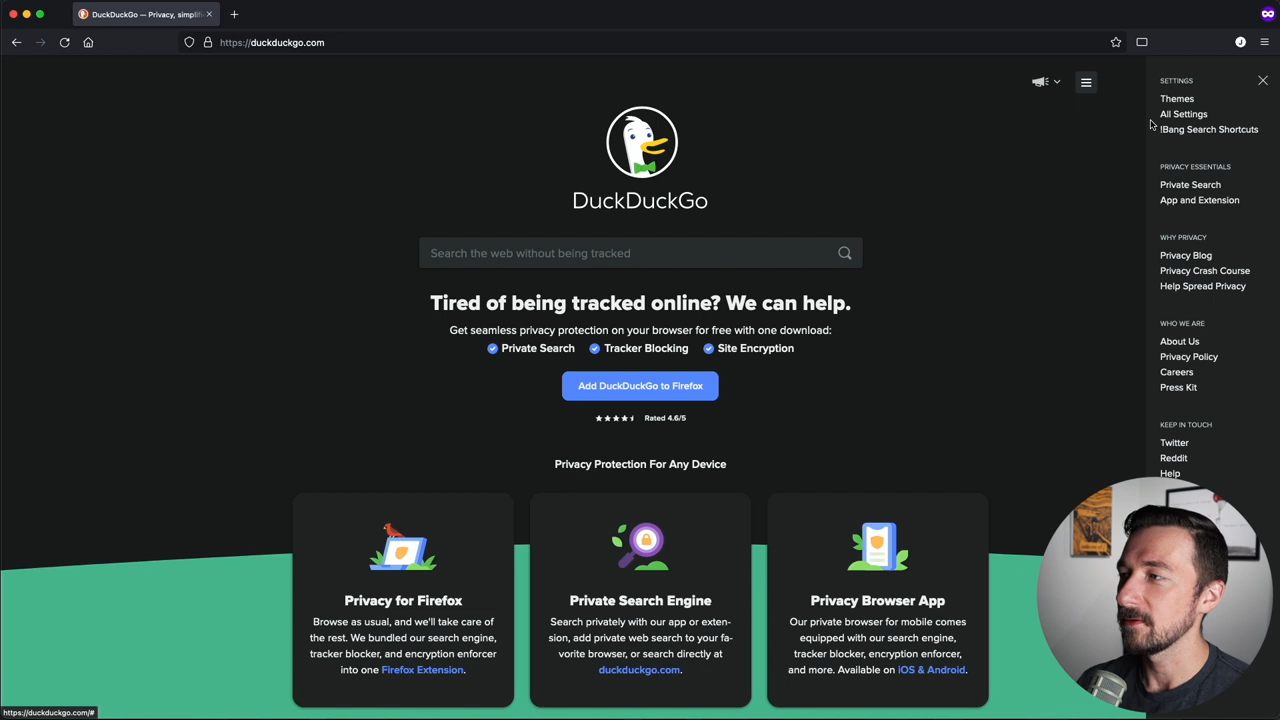 DuckDuckGo — Privacy, simplifi
https://duckduckgo.com
SETTINGS
Themes
All Settings
!Bang Search Shortcuts
PRIVACY ESSENTIALS
Private Search
App and Extension
WHY PRIVACY
Privacy Blog
Privacy Crash Course
Help Spread Privacy
WHO WE ARE
About Us
Privacy Policy
Careers
Press Kit
KEEP IN TOUCH
Twitter
Reddit
Help
DuckDuckGo
Search the web without being tracked
Tired of being tracked online? We can help.
Get seamless privacy protection on your browser for free with one download:
Private Search Tracker Blocking Site Encryption
Add DuckDuckGo to Firefox
Rated 4.6/5
Privacy Protection For Any Device
Privacy for Firefox
Browse as usual, and we'll take care of
the rest. We bundled our search engine,
tracker blocker, and encryption enforcer
into one Firefox Extension.
Private Search Engine
Search privately with our app or exten-
sion, add private web search to your fa-
vorite browser, or search directly at
duckduckgo.com.
Privacy Browser App
Our private browser for mobile comes
equipped with our search engine,
tracker blocker, encryption enforcer,
and more. Available on iOS & Android.
https://duckduckgo.com/#
J